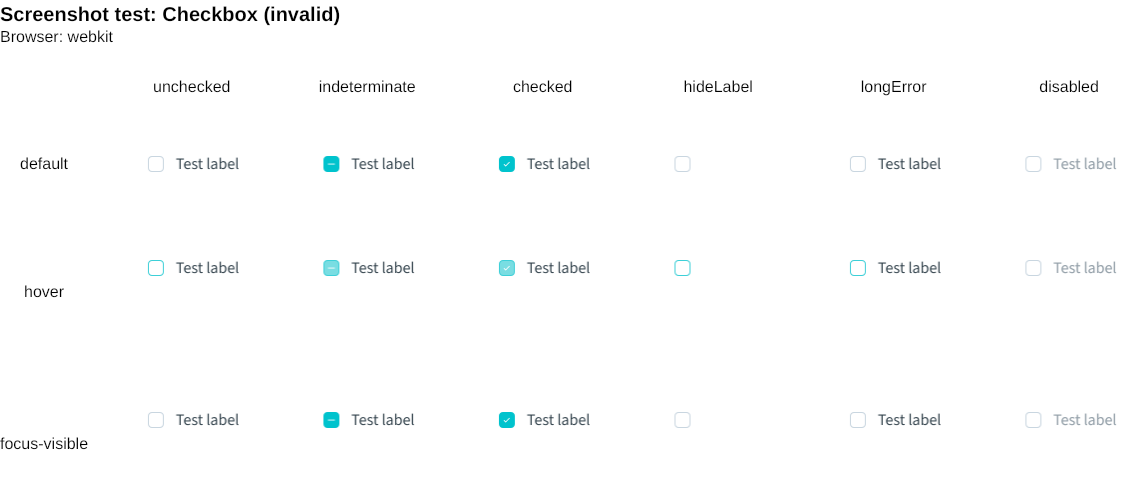 Screenshot test: Checkbox (invalid)
Browser: webkit
unchecked indeterminate checked hideLabel longError disabled
default Test label Test label Test label Test label Test label
Test label Test label Test label Test label Test label
hover
Test label Test label Test label Test label Test label
focus-visible